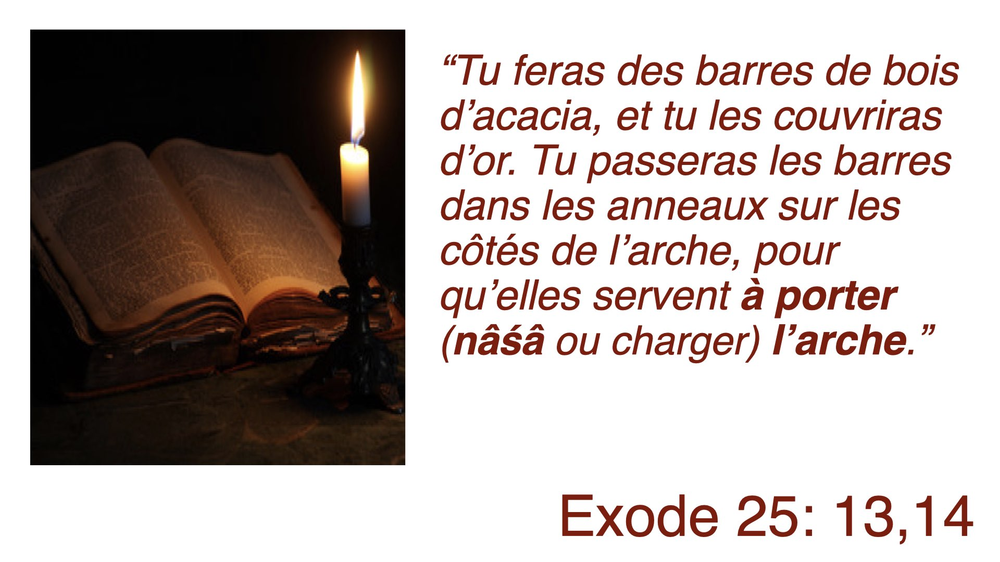 “Tu feras des barres de bois
d’acacia, et tu les couvriras
d’or. Tu passeras les barres
dans les anneaux sur les
côtés de l’arche, pour
qu’elles servent à porter
(nâśâ ou charger) l’arche.”
Exode 25: 13,14